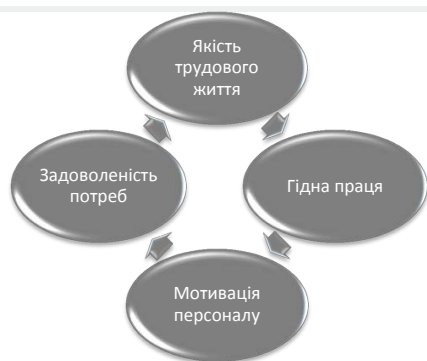 Якість
трудового
життя
Задоволеність
потреб
Гідна праця
Мотивація
персоналу